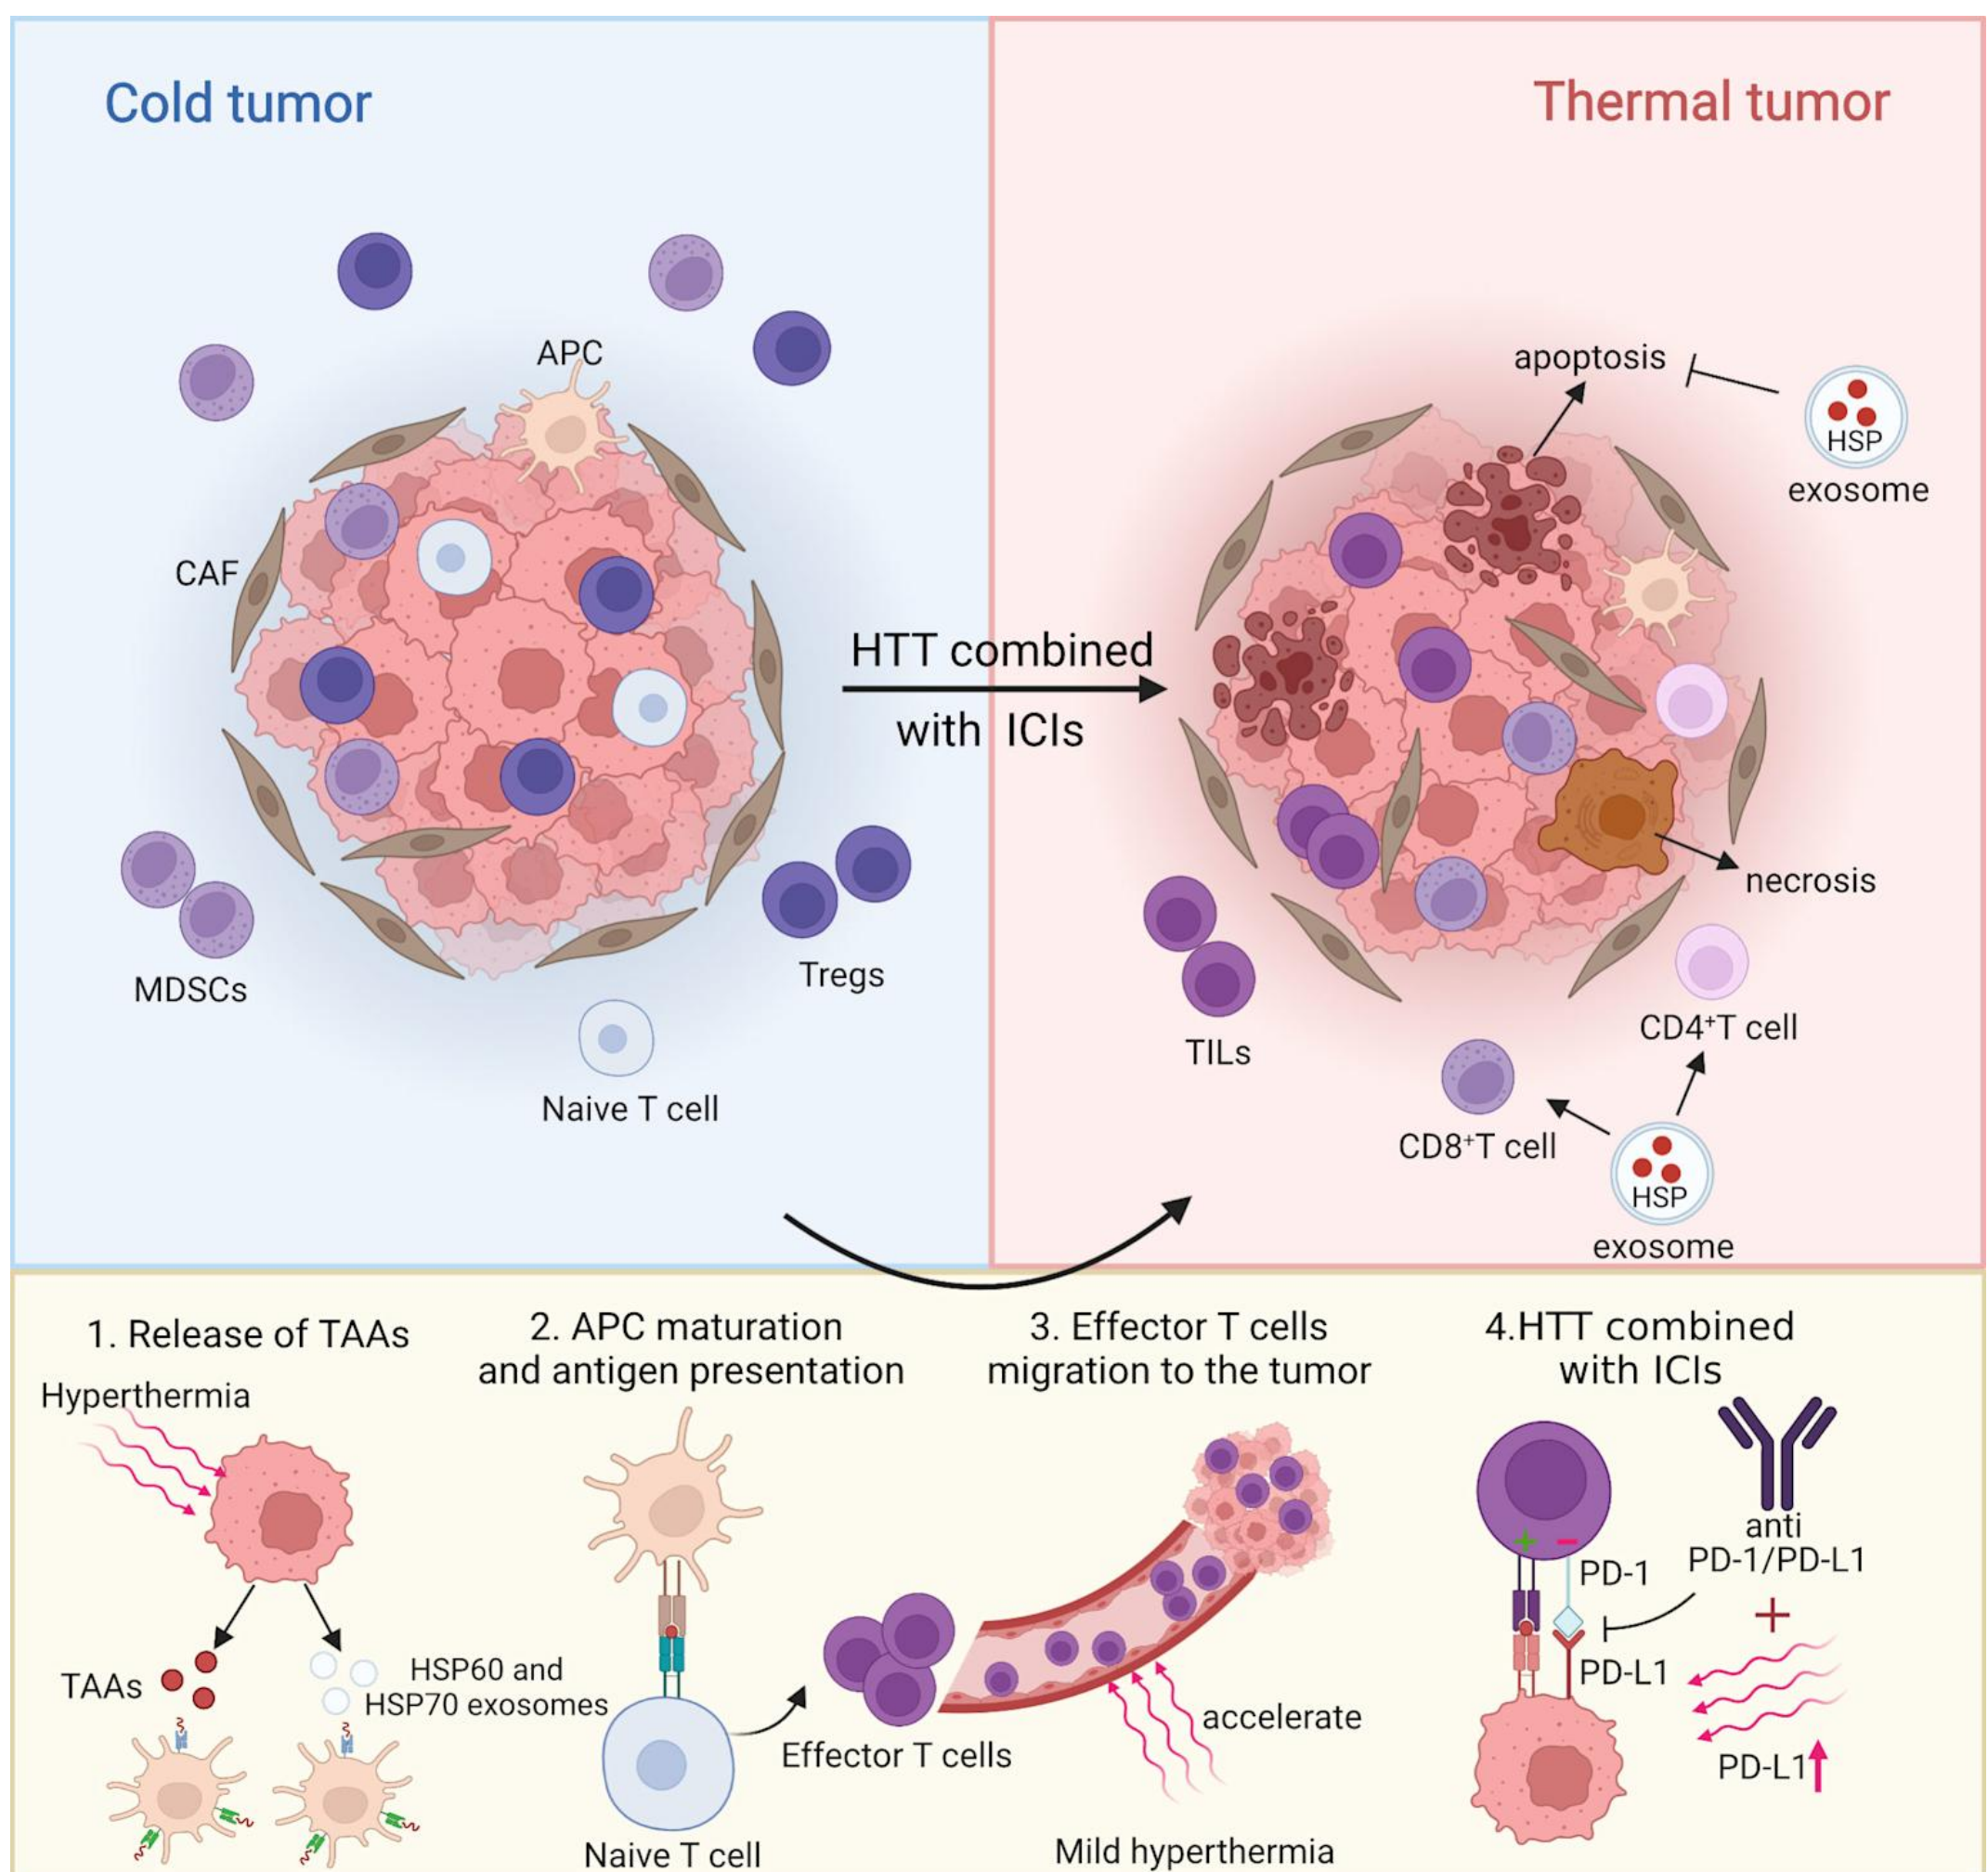 Cold tumor
Thermal tumor
APC
CAF
MDSCs
Tregs
Naive T cell
HTT combined
with ICIs
apoptosis
HSP
exosome
necrosis
TILs
CD4⁺T cell
CD8⁺T cell
HSP
exosome
1. Release of TAAs
Hyperthermia
TAAs
HSP60 and
HSP70 exosomes
2. APC maturation
and antigen presentation
Naive T cell
Effector T cells
3. Effector T cells
migration to the tumor
accelerate
Mild hyperthermia
4.HTT combined
with ICIs
+
−
PD-1
PD-L1
anti
PD-1/PD-L1
+
PD-L1